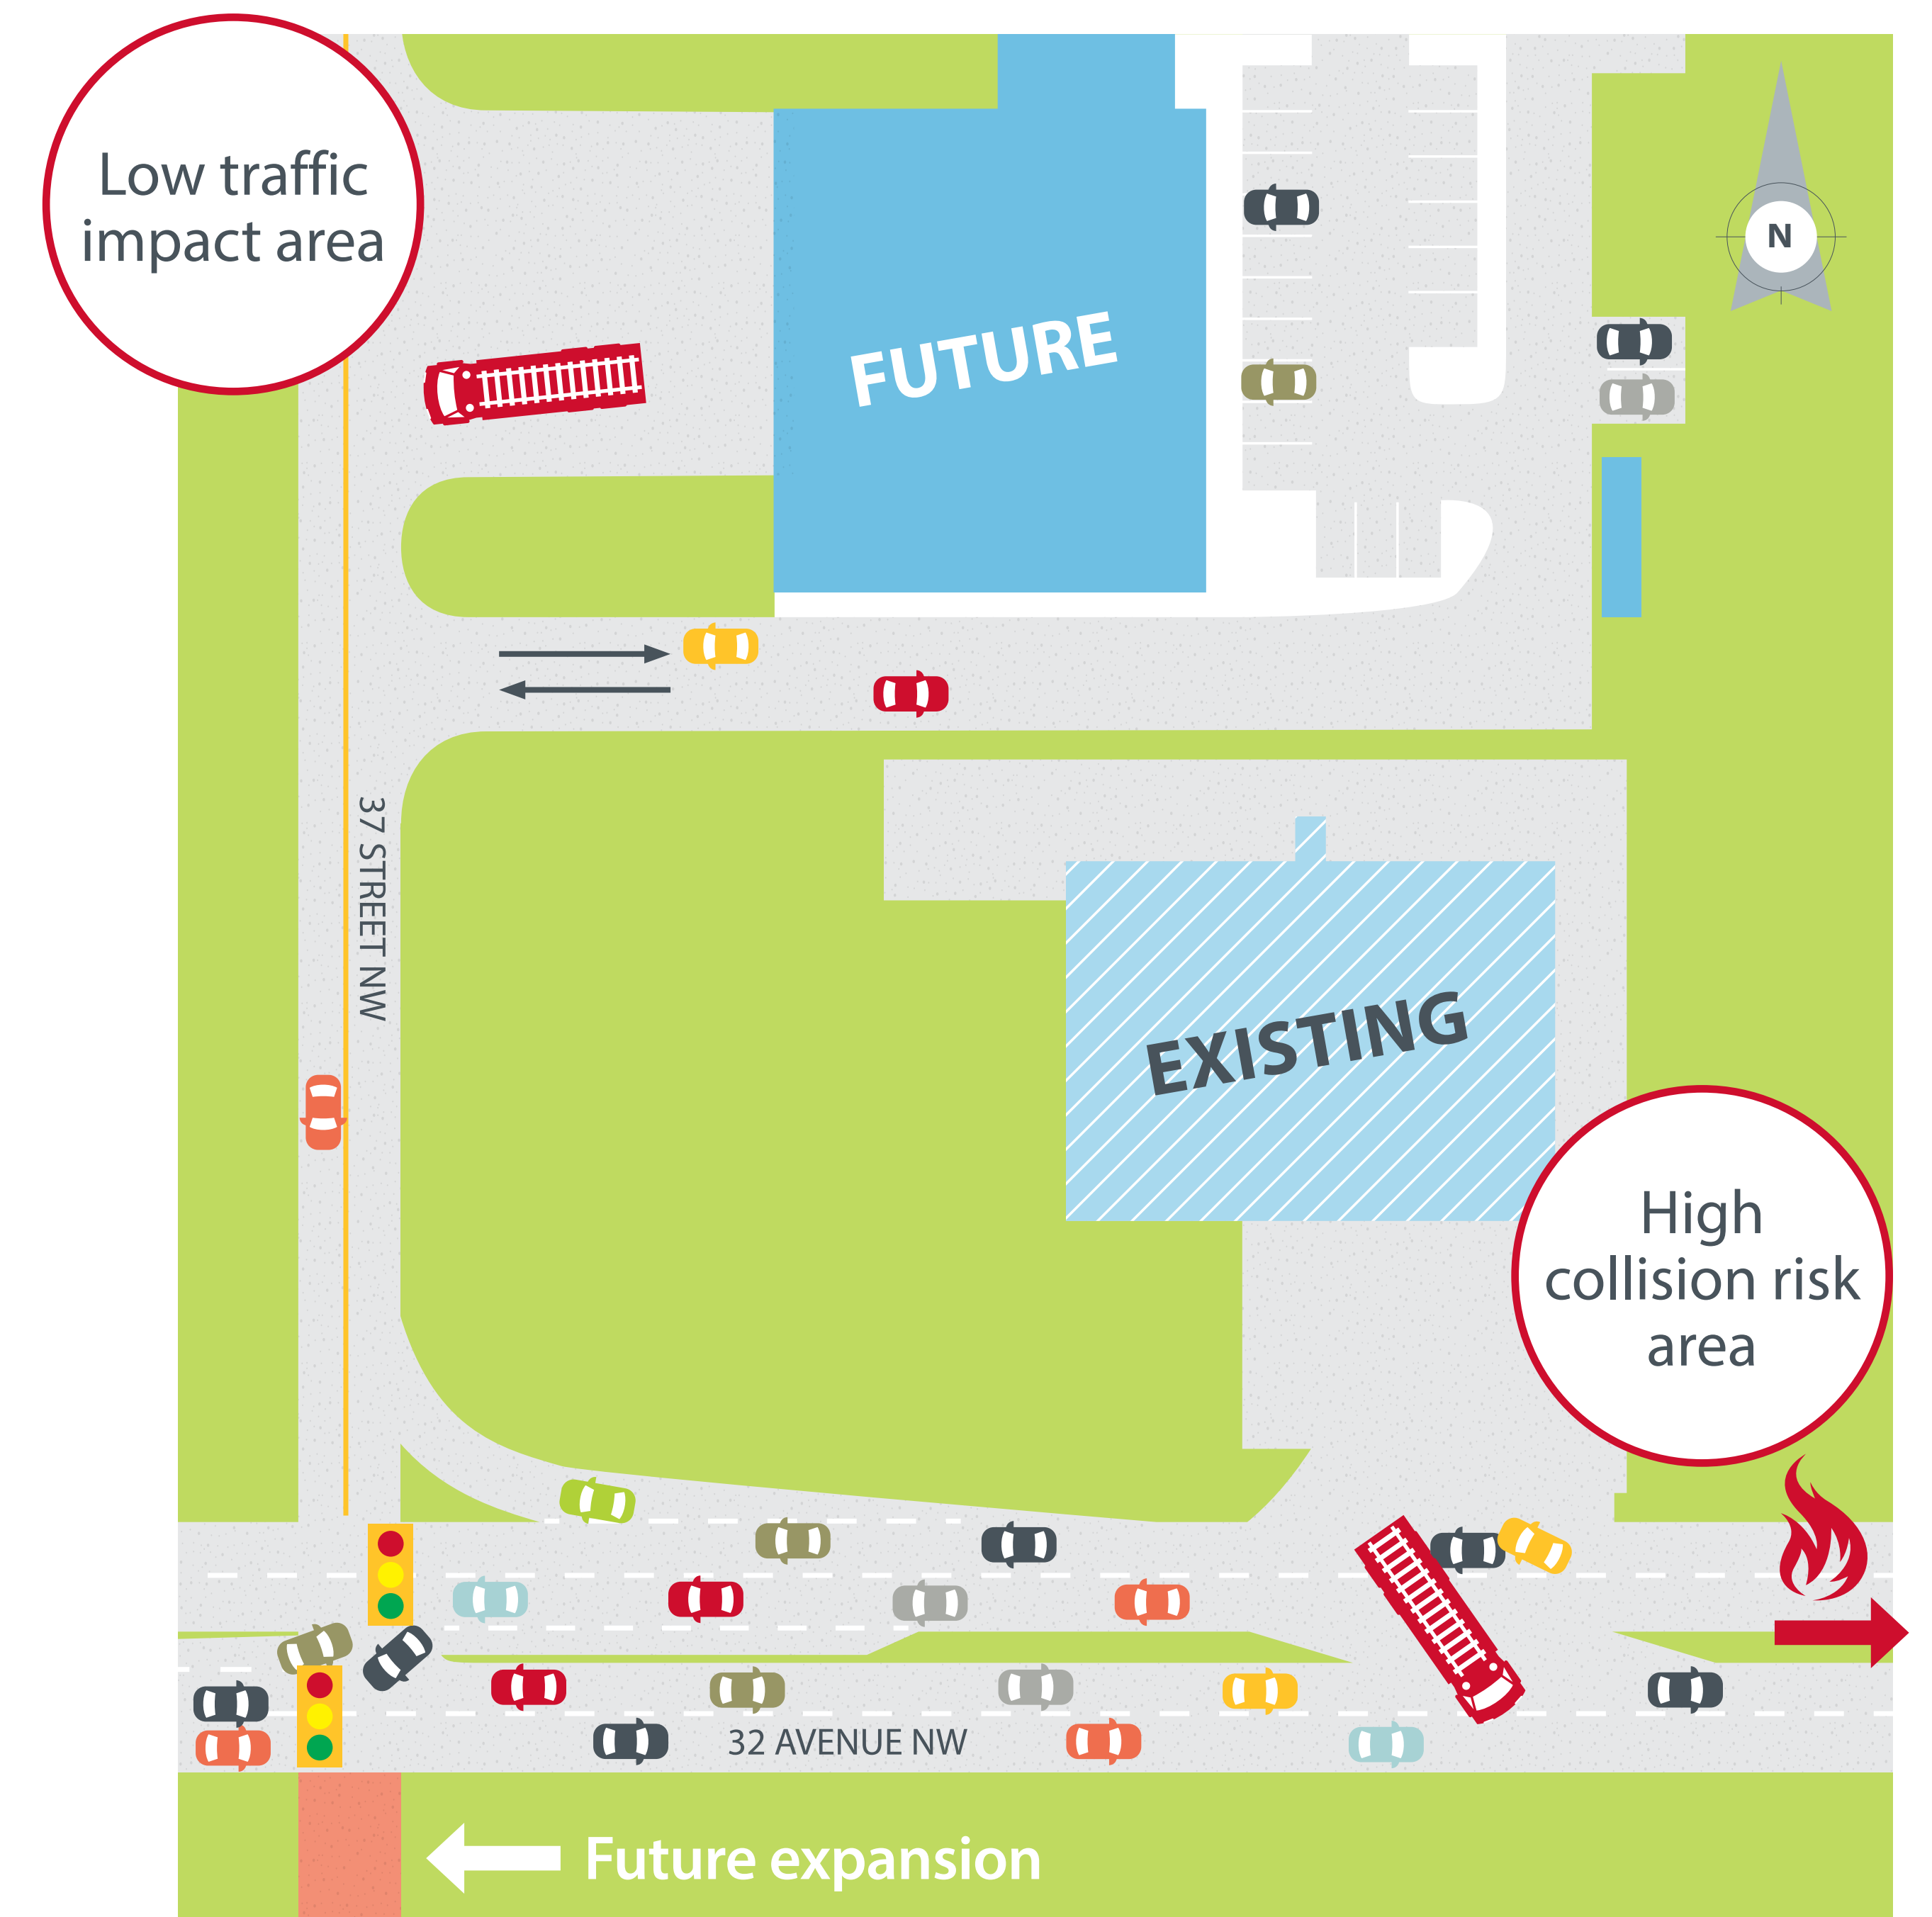 Low traffic
impact area
N
FUTURE
37 STREET NW
EXISTING
High
collision risk
area
32 AVENUE NW
Future expansion